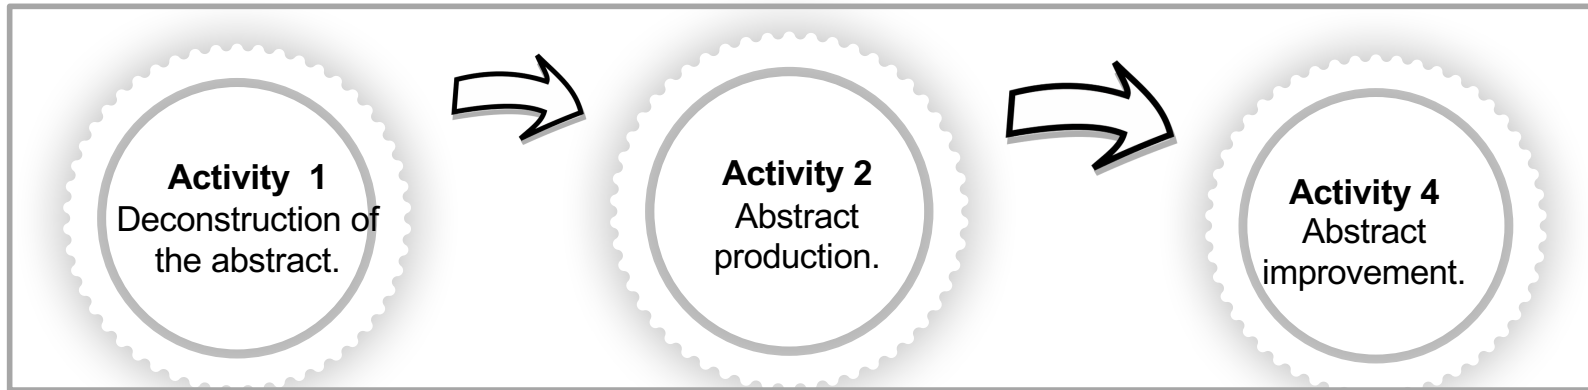 Activity 1
Deconstruction of
the abstract.
Activity 2
Abstract
production.
Activity 4
Abstract
improvement.